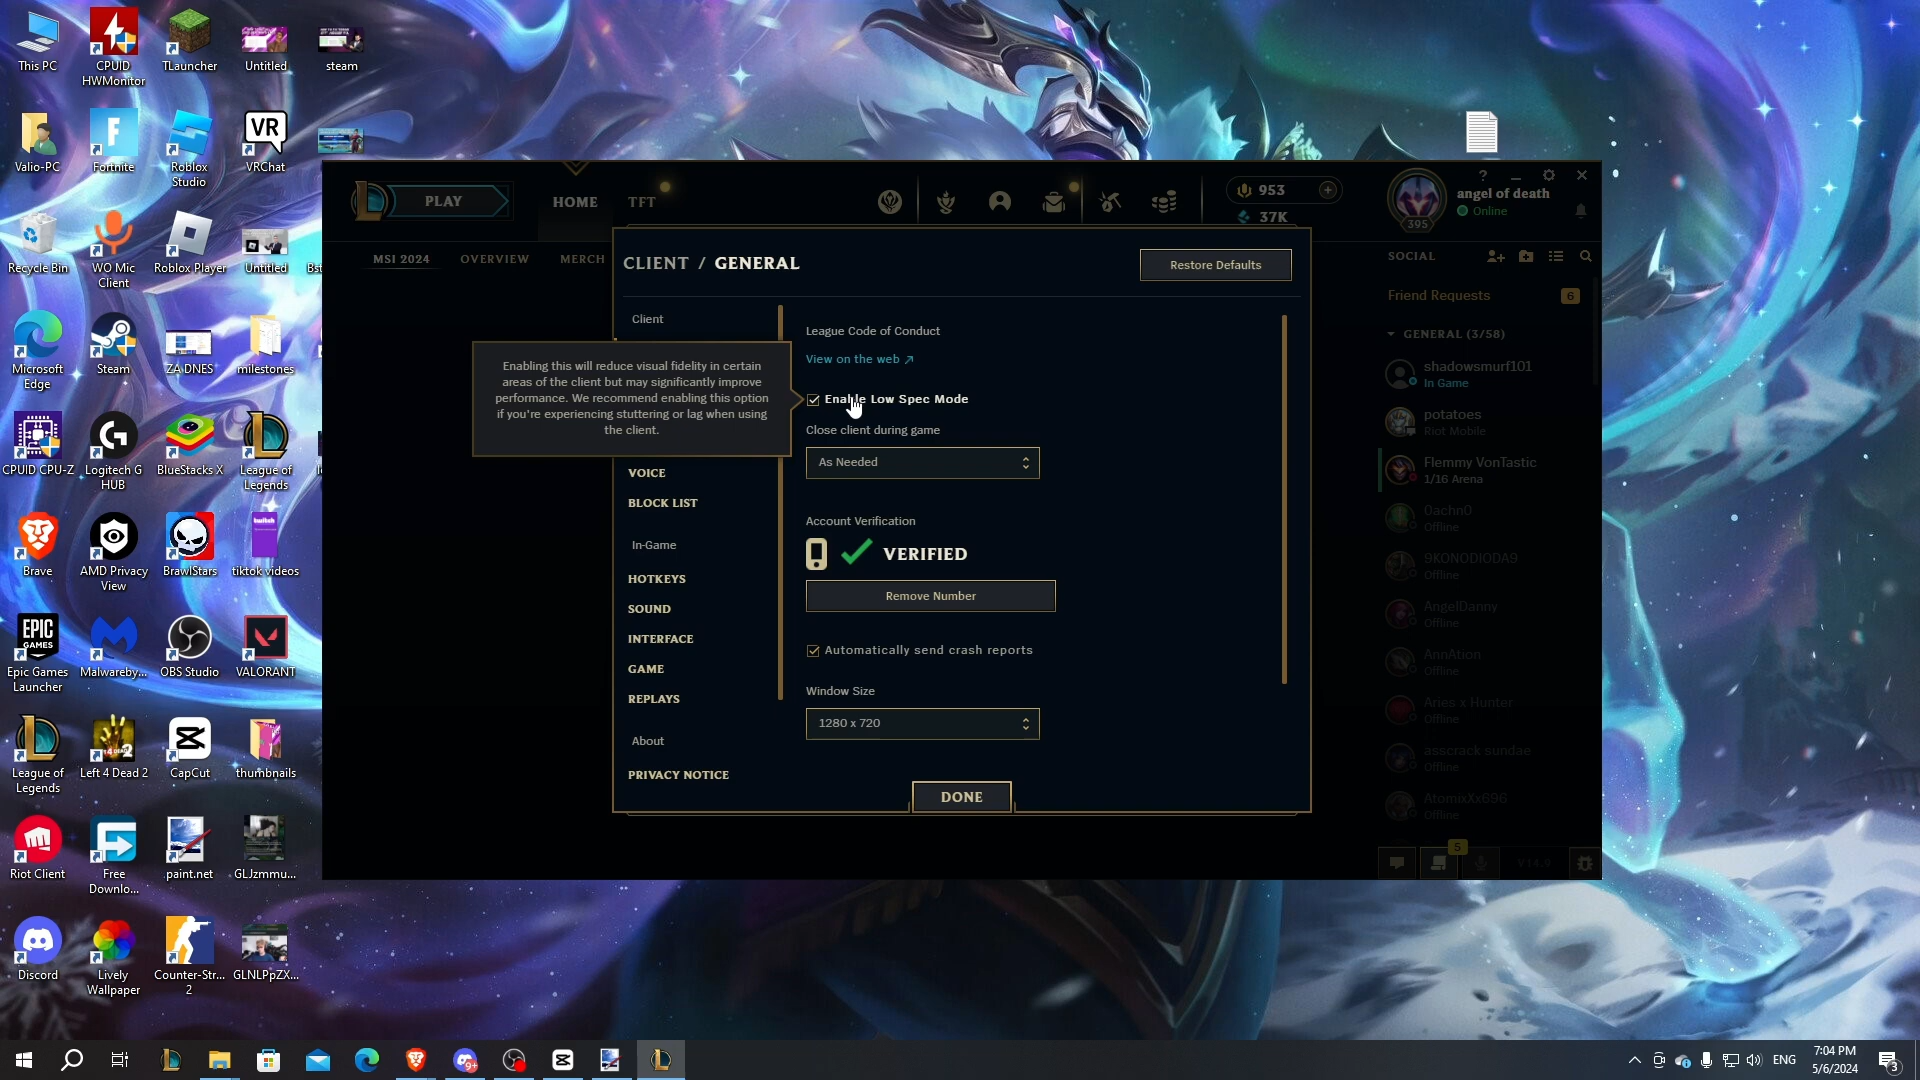 This PC
CPUID
HWMonitor
TLauncher
Untitled
steam
Valio-PC
Fortnite
Roblox
Studio
VR
VRChat
Recycle Bin
WO Mic
Client
Roblox Player
Untitled
Bst
Microsoft
Edge
Steam
ZA DNES
milestones
CPUID CPU-Z
Logitech G
HUB
BlueStacks X
League of
Legends
Brave
AMD Privacy
View
BrawlStars
twitch
tiktok videos
EPIC
GAMES
Epic Games
Launcher
Malwareby...
OBS Studio
VALORANT
League of
Legends
Left 4 Dead 2
CapCut
thumbnails
Riot Client
Free
Downlo...
paint.net
GLJzmmu...
Discord
Lively
Wallpaper
Counter-Str...
2
GLNLPpZX...
PLAY
HOME
TFT
953
37K
?
395
angel of death
Online
MSI 2024
OVERVIEW
MERCH
SOCIAL
Friend Requests
6
GENERAL (3/58)
shadowsmurf101
In Game
potatoes
Riot Mobile
Flemmy VonTastic
1/16 Arena
0achn0
Offline
9KONODIODA9
Offline
AngelDanny
Offline
AnnAtion
Offline
Aries x Hunter
Offline
asscrack sundae
Offline
AtomixXx696
Offline
5
V14.9
CLIENT / GENERAL
Restore Defaults
Client
VOICE
BLOCK LIST
In-Game
HOTKEYS
SOUND
INTERFACE
GAME
REPLAYS
About
PRIVACY NOTICE
Enabling this will reduce visual fidelity in certain
areas of the client but may significantly improve
performance. We recommend enabling this option
if you're experiencing stuttering or lag when using
the client.
League Code of Conduct
View on the web
Enable Low Spec Mode
Close client during game
As Needed
Account Verification
VERIFIED
Remove Number
Automatically send crash reports
Window Size
1280 x 720
DONE
9+
ENG
7:04 PM
5/6/2024
3